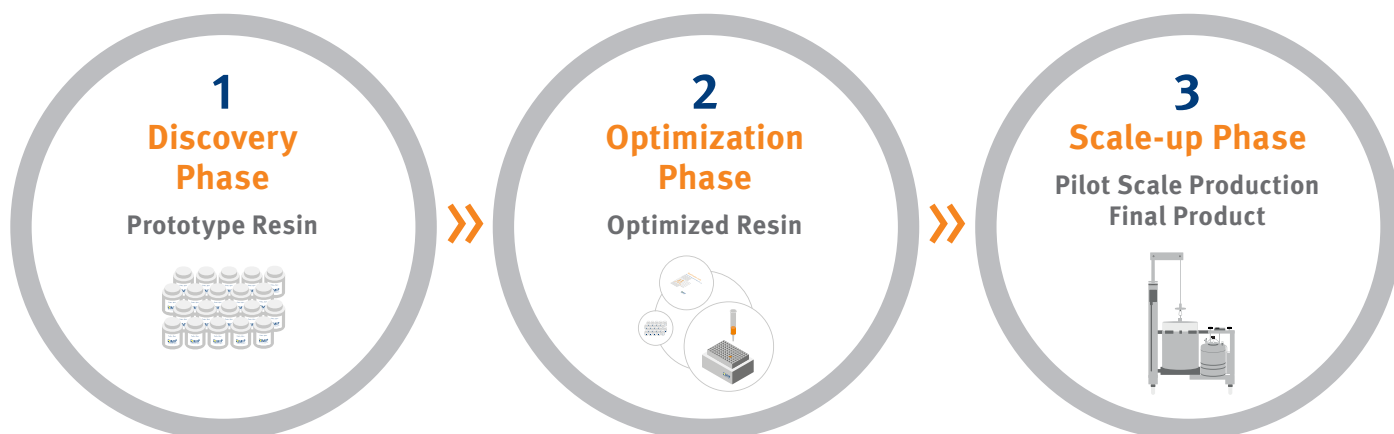 1
Discovery
Phase
Prototype Resin
2
Optimization
Phase
Optimized Resin
3
Scale-up Phase
Pilot Scale Production
Final Product